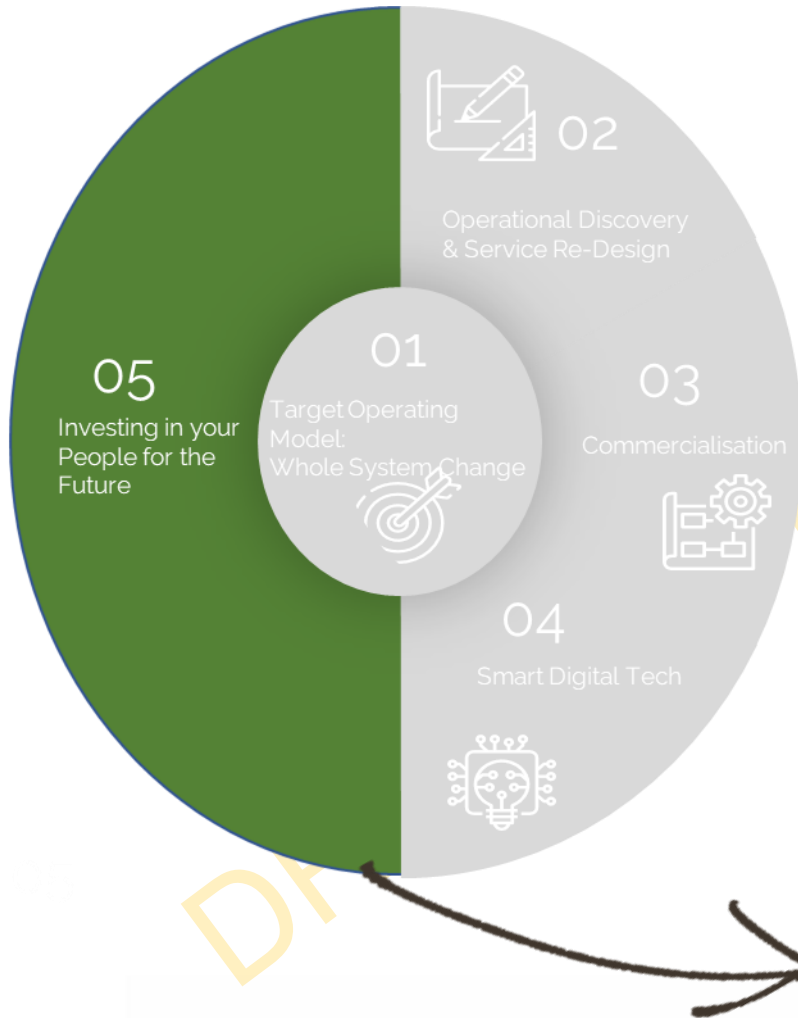 02
Operational Discovery
& Service Re-Design
01
Target Operating
Model:
Whole System Change
03
Commercialisation
05
Investing in your
People for the
Future
04
Smart Digital Tech